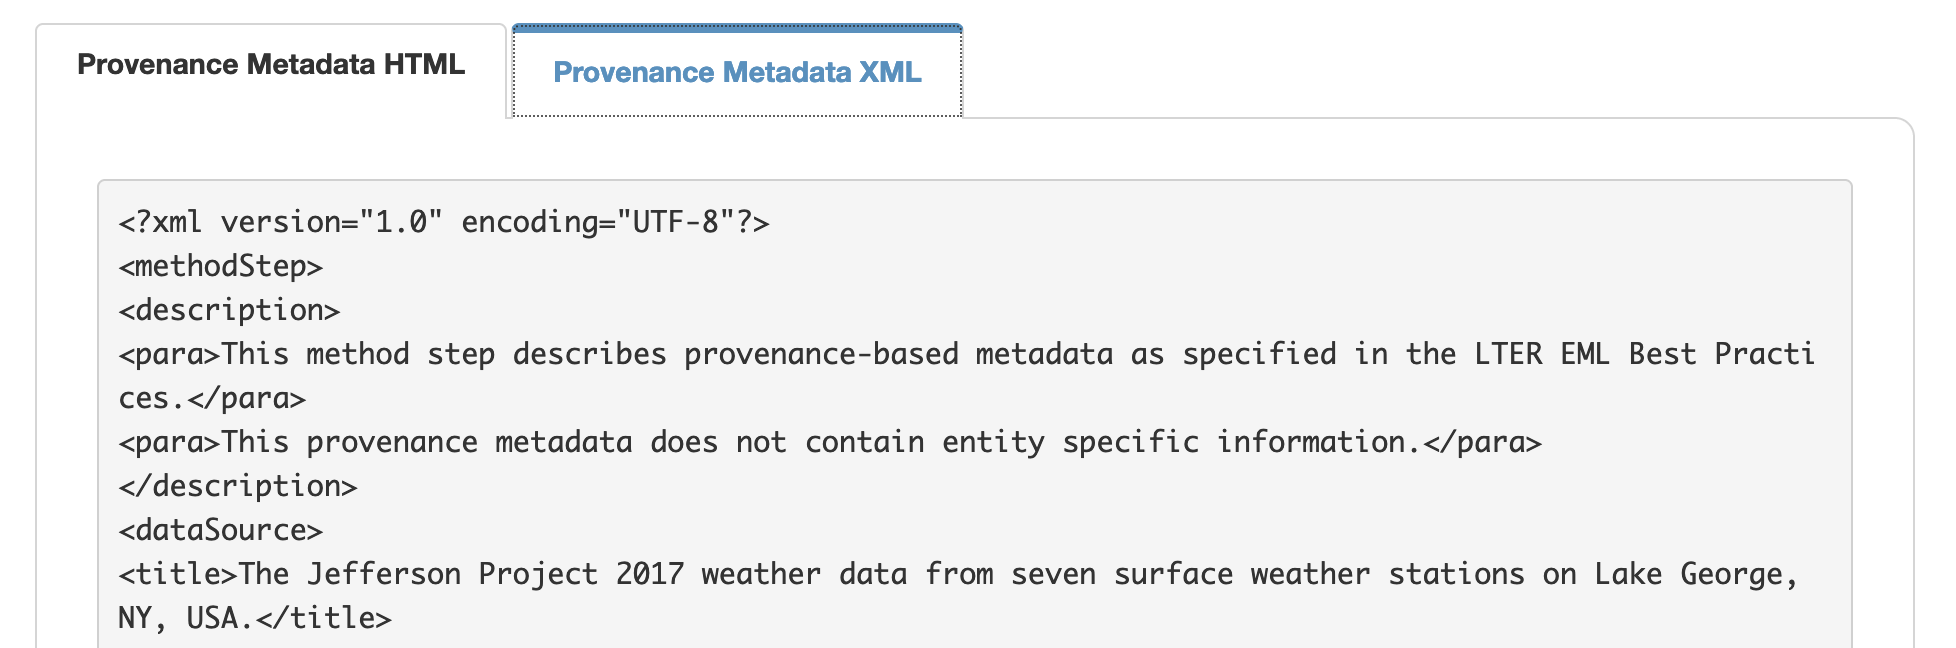 Provenance Metadata HTML
Provenance Metadata XML
<?xml version="1.0" encoding="UTF-8"?>
<methodStep>
<description>
<para>This method step describes provenance-based metadata as specified in the LTER EML Best Practi
ces.</para>
<para>This provenance metadata does not contain entity specific information.</para>
</description>
<dataSource>
<title>The Jefferson Project 2017 weather data from seven surface weather stations on Lake George,
NY, USA.</title>